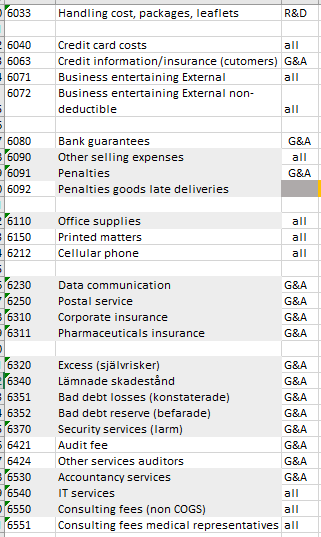 6033 Handling cost, packages, leaflets R&D
6040 Credit card costs all
6063 Credit information/insurance (cutomers) G&A
6071 Business entertaining External all
6072 Business entertaining External non-
deductible all
6080 Bank guarantees G&A
6090 Other selling expenses all
6091 Penalties G&A
6092 Penalties goods late deliveries
6110 Office supplies all
6150 Printed matters all
6212 Cellular phone all
6230 Data communication G&A
6250 Postal service G&A
6310 Corporate insurance G&A
6311 Pharmaceuticals insurance G&A
6320 Excess (självrisker) G&A
6340 Lämnade skadestånd G&A
6351 Bad debt losses (konstaterade) G&A
6352 Bad debt reserve (befarade) G&A
6370 Security services (larm) G&A
6421 Audit fee G&A
6424 Other services auditors G&A
6530 Accountancy services G&A
6540 IT services all
6550 Consulting fees (non COGS) all
6551 Consulting fees medical representatives all